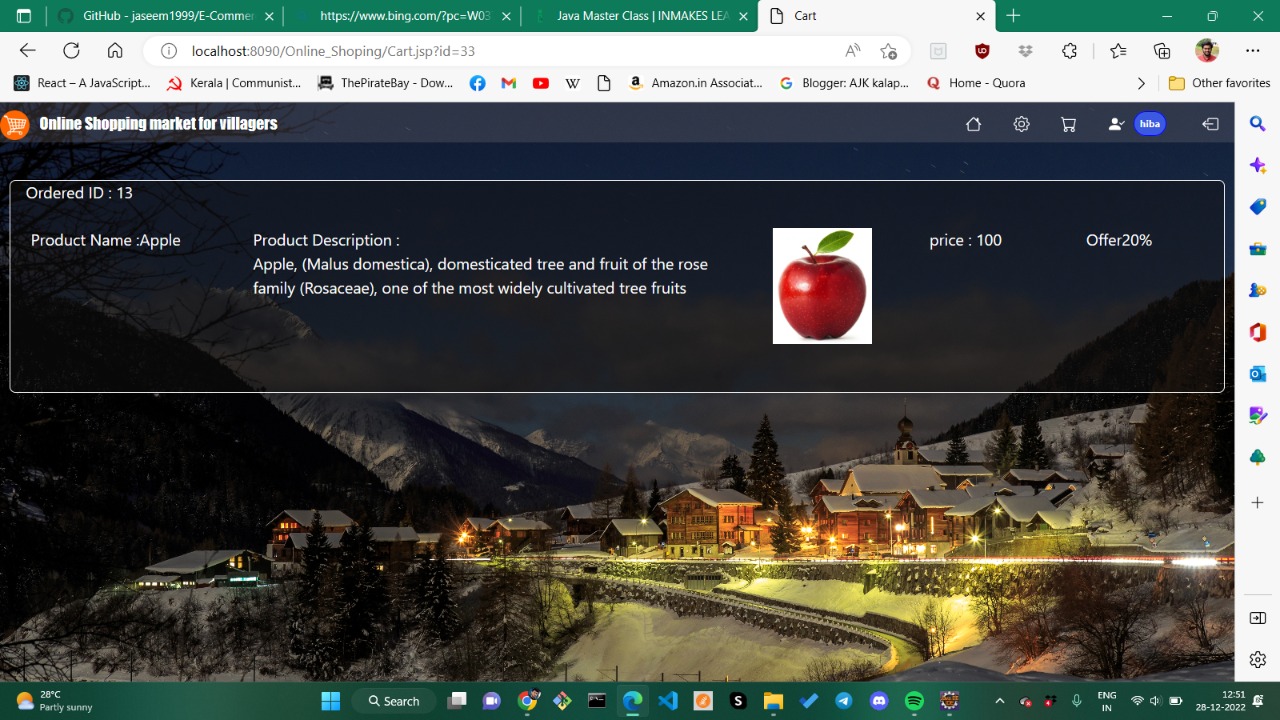 GitHub - jaseem1999/E-Commer
https://www.bing.com/?pc=W03
Java Master Class | INMAKES LEA
Cart
localhost:8090/Online_Shoping/Cart.jsp?id=33
React – A JavaScript...
Kerala | Communist...
ThePirateBay - Dow...
Amazon.in Associat...
Blogger: AJK kalap...
Home - Quora
Other favorites
Online Shopping market for villagers
hiba
Ordered ID : 13
Product Name :Apple
Product Description :
Apple, (Malus domestica), domesticated tree and fruit of the rose
family (Rosaceae), one of the most widely cultivated tree fruits
price : 100
Offer20%
28°C
Partly sunny
Search
ENG
IN
12:51
28-12-2022